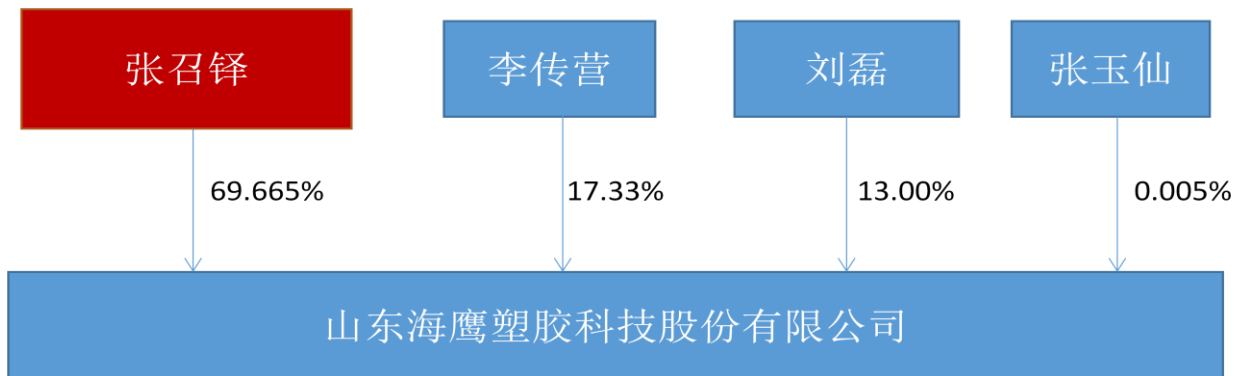 张召铎
李传营
刘磊
张玉仙
69.665%
17.33%
13.00%
0.005%
山东海鹰塑胶科技股份有限公司